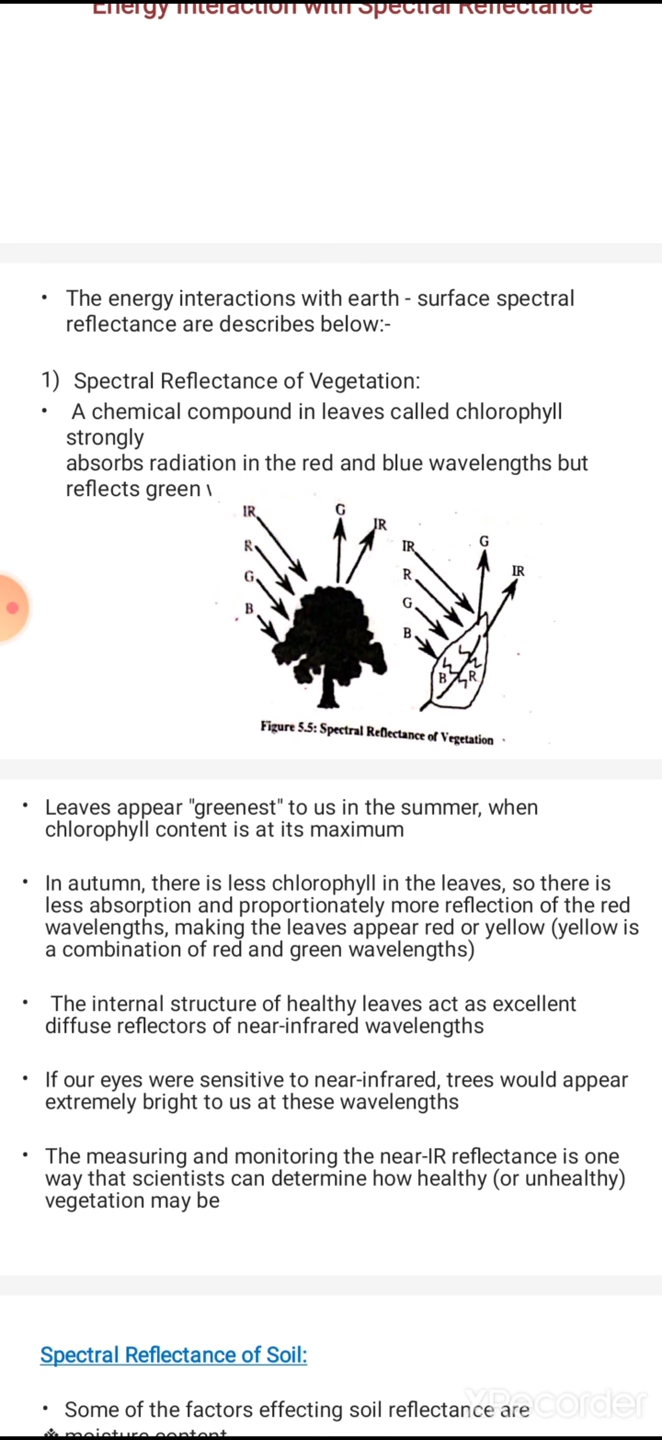 Energy Interaction with Spectral Reflectance
• The energy interactions with earth - surface spectral
reflectance are describes below:-
1) Spectral Reflectance of Vegetation:
• A chemical compound in leaves called chlorophyll
strongly
absorbs radiation in the red and blue wavelengths but
reflects green
IR
R
G
B
G
IR
IR
R
G
B
G
IR
B
R
Figure 5.5: Spectral Reflectance of Vegetation
• Leaves appear "greenest" to us in the summer, when
chlorophyll content is at its maximum
• In autumn, there is less chlorophyll in the leaves, so there is
less absorption and proportionately more reflection of the red
wavelengths, making the leaves appear red or yellow (yellow is
a combination of red and green wavelengths)
• The internal structure of healthy leaves act as excellent
diffuse reflectors of near-infrared wavelengths
• If our eyes were sensitive to near-infrared, trees would appear
extremely bright to us at these wavelengths
• The measuring and monitoring the near-IR reflectance is one
way that scientists can determine how healthy (or unhealthy)
vegetation may be
Spectral Reflectance of Soil:
• Some of the factors effecting soil reflectance are
❖ moisture content
XRecorder